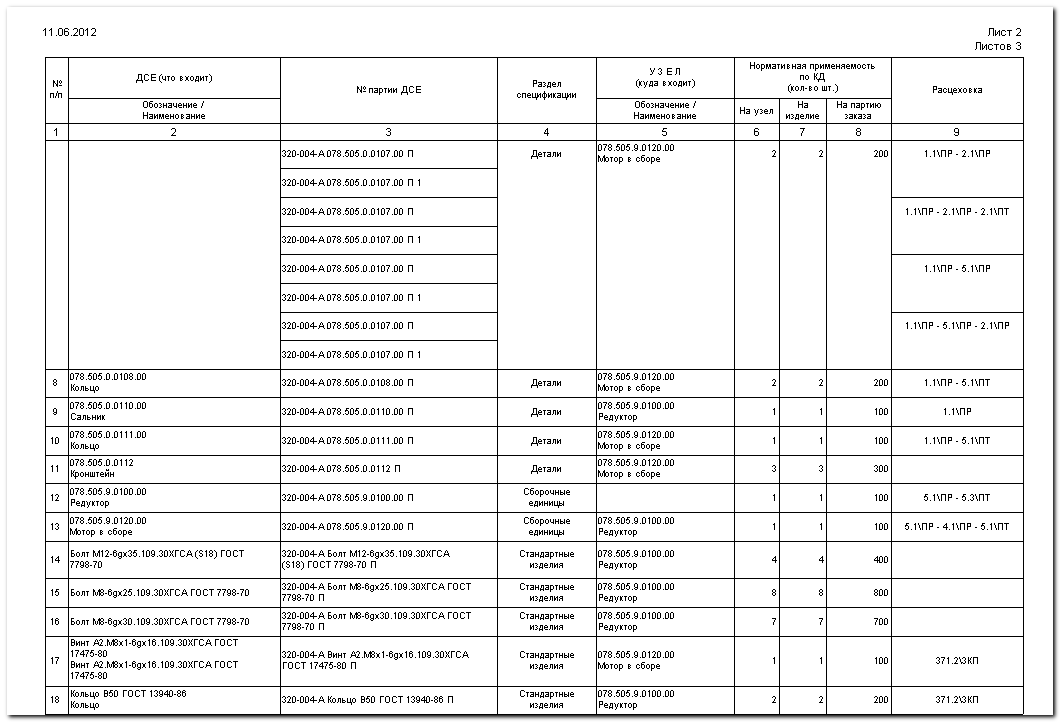 11.06.2012
Лист 2
Листов 3
№ п/п
ДСЕ (что входит)
Обозначение /
Наименование
№ партии ДСЕ
Раздел
спецификации
У З Е Л
(куда входит)
Обозначение /
Наименование
Нормативная применяемость
по КД
(кол-во шт.)
На узел
На
изделие
На партию
заказа
Расцеховка
1 2 3 4 5 6 7 8 9
320-004-А 078.505.0.0107.00 П Детали 078.505.9.0120.00 2 2 200 1.1\ПР - 2.1\ПР
Мотор в сборе
320-004-А 078.505.0.0107.00 П 1
320-004-А 078.505.0.0107.00 П 1.1\ПР - 2.1\ПР - 2.1\ПТ
320-004-А 078.505.0.0107.00 П 1
320-004-А 078.505.0.0107.00 П 1.1\ПР - 5.1\ПР
320-004-А 078.505.0.0107.00 П 1
320-004-А 078.505.0.0107.00 П 1.1\ПР - 5.1\ПР - 2.1\ПР
320-004-А 078.505.0.0107.00 П 1
8 078.505.0.0108.00 320-004-А 078.505.0.0108.00 П Детали 078.505.9.0120.00 2 2 200 1.1\ПР - 5.1\ПТ
Кольцо Мотор в сборе
9 078.505.0.0110.00 320-004-А 078.505.0.0110.00 П Детали 078.505.9.0100.00 1 1 100 1.1\ПР
Сальник Редуктор
10 078.505.0.0111.00 320-004-А 078.505.0.0111.00 П Детали 078.505.9.0120.00 1 1 100 1.1\ПР - 5.1\ПТ
Кольцо Мотор в сборе
11 078.505.0.0112 320-004-А 078.505.0.0112 П Детали 078.505.9.0120.00 3 3 300
Кронштейн Мотор в сборе
12 078.505.9.0100.00 320-004-А 078.505.9.0100.00 П Сборочные 1 1 100 5.1\ПР - 5.3\ПТ
Редуктор единицы
13 078.505.9.0120.00 320-004-А 078.505.9.0120.00 П Сборочные 078.505.9.0100.00 1 1 100 5.1\ПР - 4.1\ПР - 5.1\ПТ
Мотор в сборе единицы Редуктор
14 Болт М12-6gх35.109.30ХГСА (S18) ГОСТ 320-004-А Болт М12-6gх35.109.30ХГСА Стандартные 078.505.9.0100.00 4 4 400
7798-70 (S18) ГОСТ 7798-70 П изделия Редуктор
15 Болт М8-6gх25.109.30ХГСА ГОСТ 7798-70 320-004-А Болт М8-6gх25.109.30ХГСА ГОСТ Стандартные 078.505.9.0100.00 8 8 800
7798-70 П изделия Редуктор
16 Болт М8-6gх30.109.30ХГСА ГОСТ 7798-70 320-004-А Болт М8-6gх30.109.30ХГСА ГОСТ Стандартные 078.505.9.0100.00 7 7 700
7798-70 П изделия Редуктор
17 Винт А2.М8х1-6gх16.109.30ХГСА ГОСТ
17475-80 320-004-А Винт А2.М8х1-6gх16.109.30ХГСА Стандартные 078.505.9.0120.00 1 1 100 371.2\ЗКП
Винт А2.М8х1-6gх16.109.30ХГСА ГОСТ ГОСТ 17475-80 П изделия Мотор в сборе
17475-80
18 Кольцо В50 ГОСТ 13940-86 320-004-А Кольцо В50 ГОСТ 13940-86 П Стандартные 078.505.9.0100.00 2 2 200 371.2\ЗКП
Кольцо изделия Редуктор